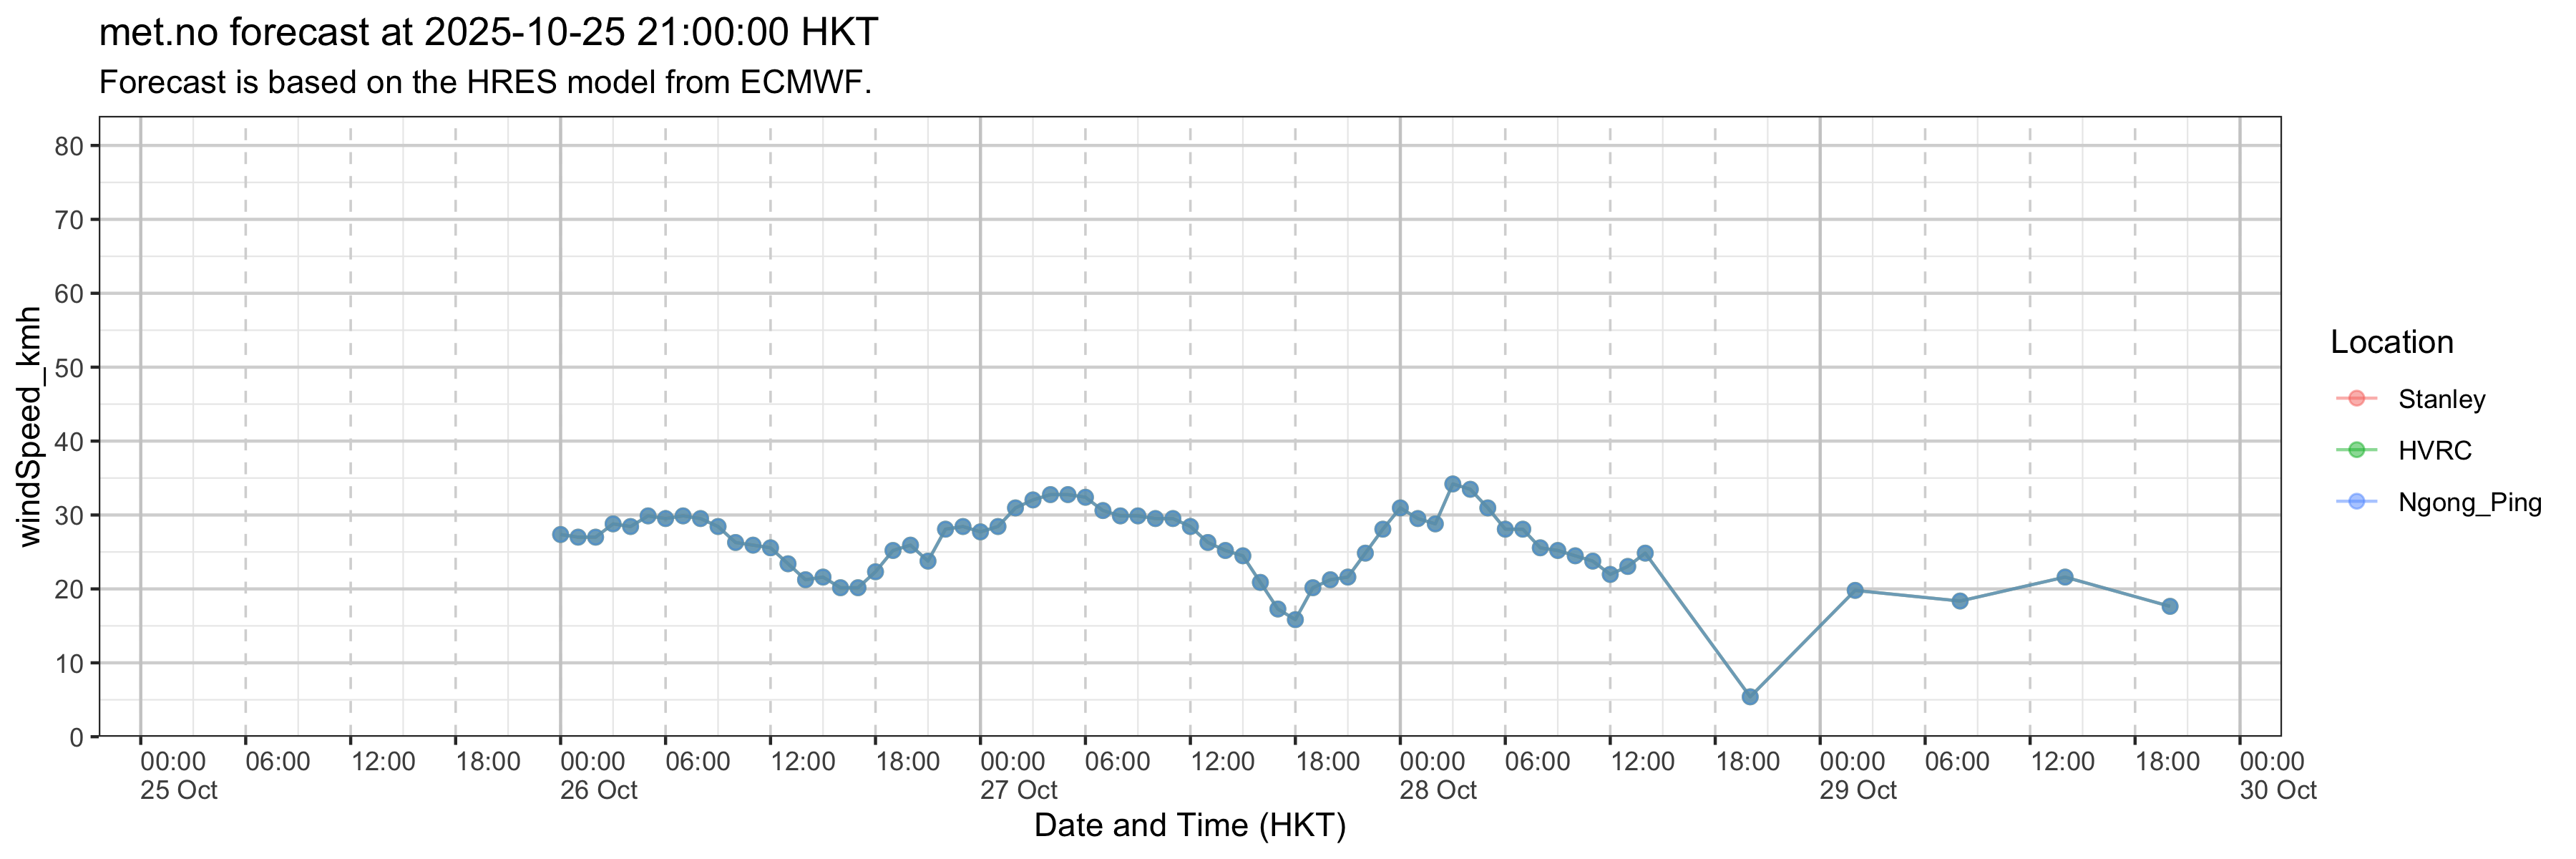 met.no forecast at 2025-10-25 21:00:00 HKT
Forecast is based on the HRES model from ECMWF.
windSpeed_kmh
80
70
60
50
40
30
20
10
0
00:00 06:00 12:00 18:00 00:00 06:00 12:00 18:00 00:00 06:00 12:00 18:00 00:00 06:00 12:00 18:00 00:00 06:00 12:00 18:00 00:00
25 Oct 26 Oct 27 Oct 28 Oct 29 Oct 30 Oct
Date and Time (HKT)
Location
Stanley
HVRC
Ngong_Ping